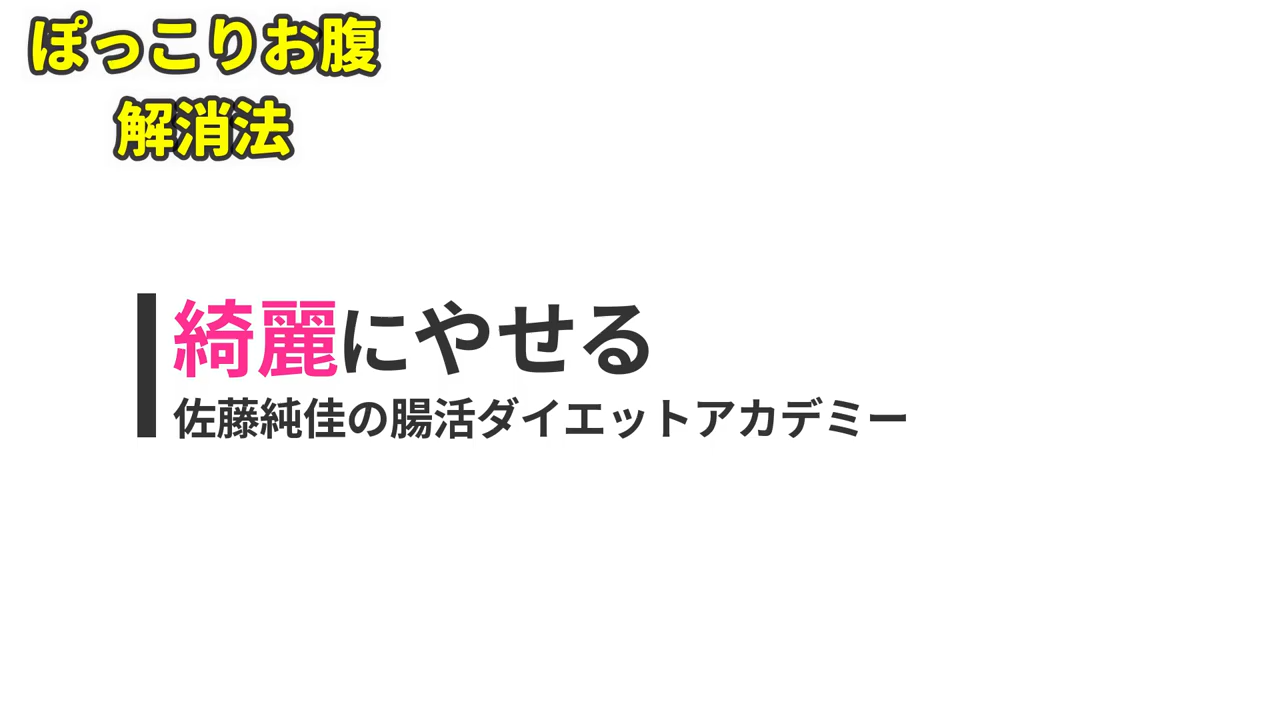 ぽっこりお腹
解消法
綺麗にやせる
佐藤純佳の腸活ダイエットアカデミー